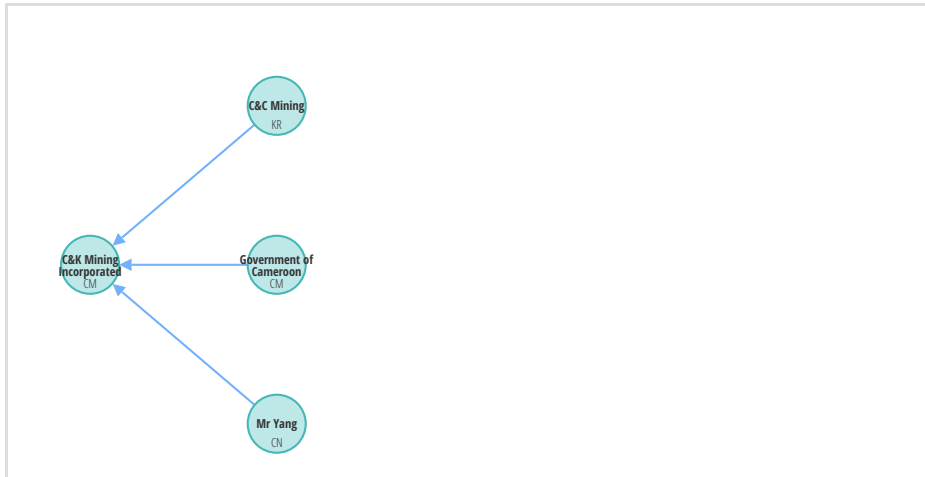 C&C Mining
KR
C&K Mining
Incorporated
CM
Government of
Cameroon
CM
Mr Yang
CN